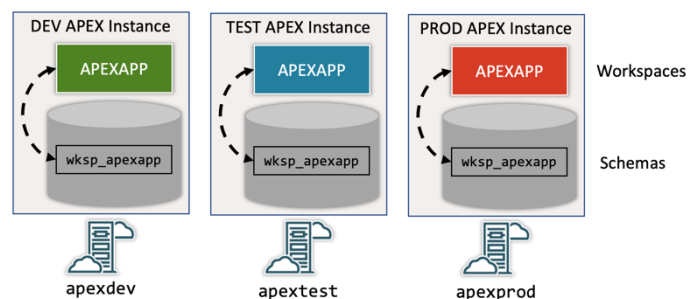 DEV APEX Instance
TEST APEX Instance
PROD APEX Instance
APEXAPP
APEXAPP
APEXAPP
Workspaces
wksp_apexapp
wksp_apexapp
wksp_apexapp
Schemas
apexdev
apextest
apexprod